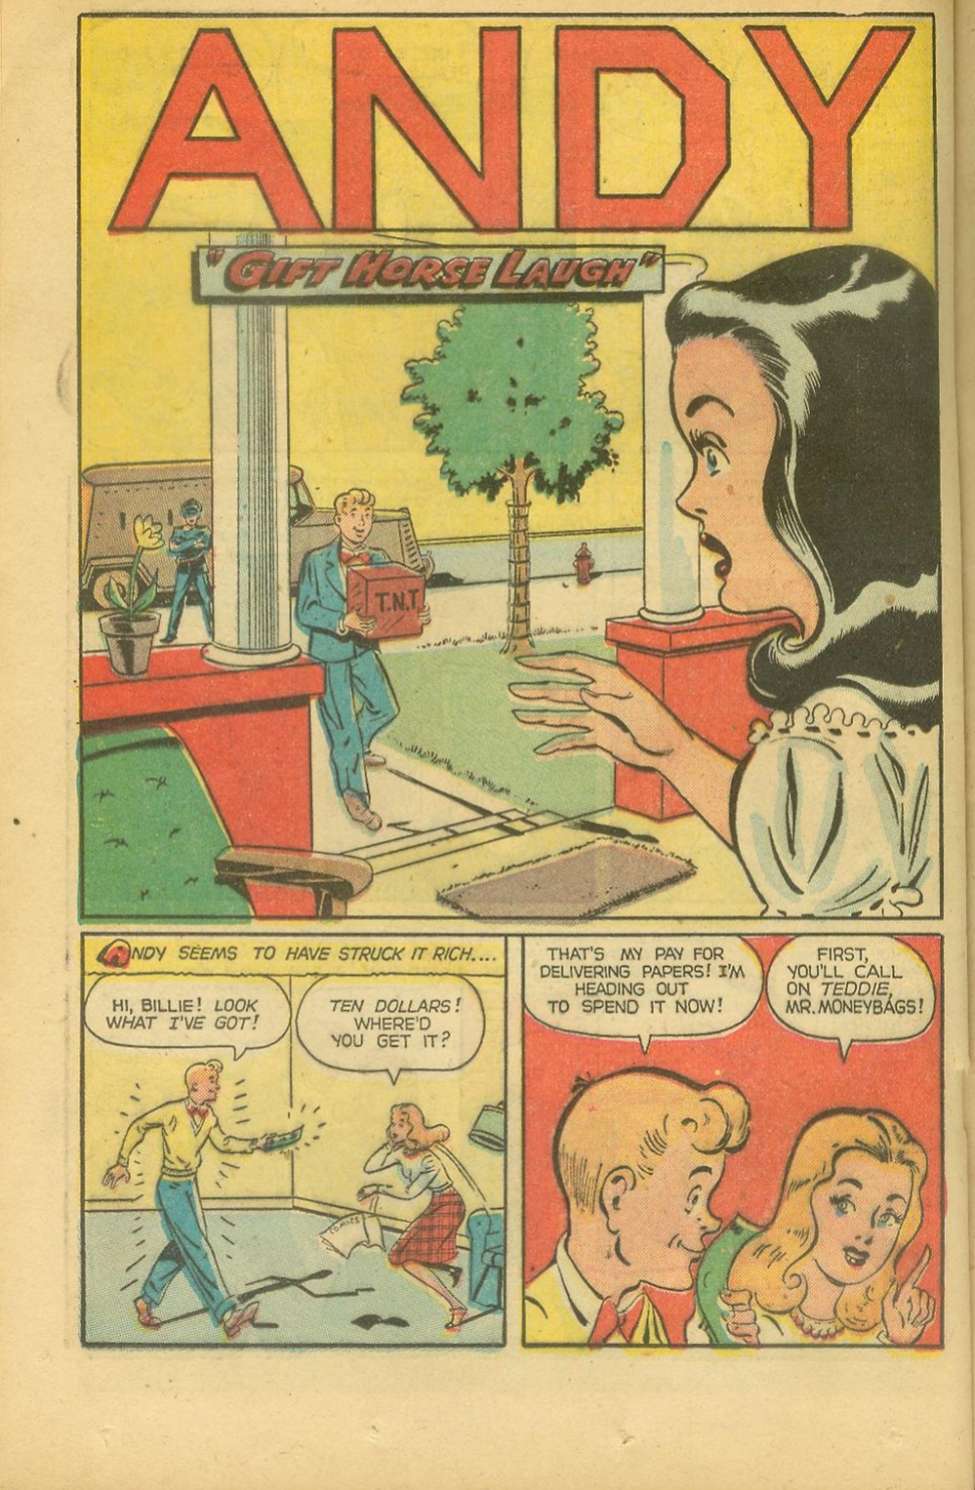 ANDY
"GIFT HORSE LAUGH"
T.N.T.
ANDY SEEMS TO HAVE STRUCK IT RICH....
HI, BILLIE! LOOK
WHAT I'VE GOT!
TEN DOLLARS!
WHERE'D
YOU GET IT?
COMICS
THAT'S MY PAY FOR
DELIVERING PAPERS! I'M
HEADING OUT
TO SPEND IT NOW!
FIRST,
YOU'LL CALL
ON TEDDIE,
MR. MONEYBAGS!